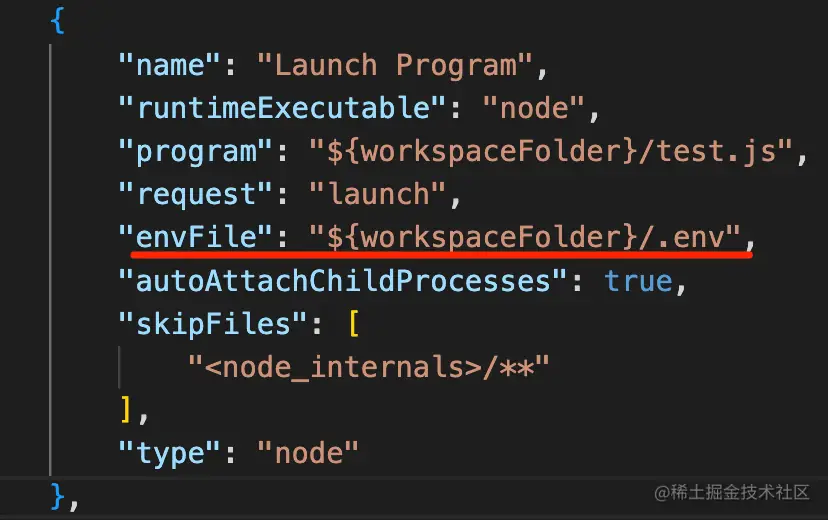 {
"name": "Launch Program",
"runtimeExecutable": "node",
"program": "${workspaceFolder}/test.js",
"request": "launch",
"envFile": "${workspaceFolder}/.env",
"autoAttachChildProcesses": true,
"skipFiles": [
"<node_internals>/**"
],
"type": "node"
},
@稀土掘金技术社区